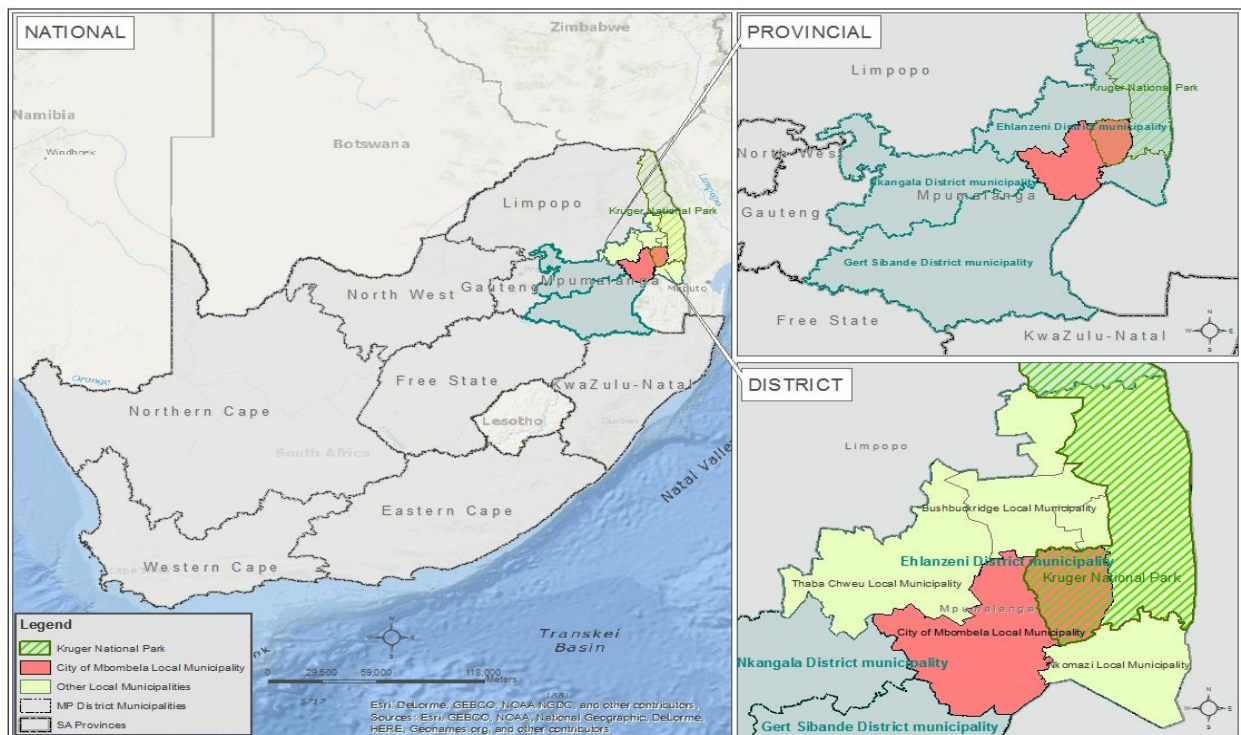 NATIONAL
Zimbabwe
Namibia
Windhoek
Botswana
Limpopo
Kruger National Park
Mpumalanga
Maputo
North West
Gauteng
Orange
Free State
KwaZulu-Natal
Northern Cape
Lesotho
Durban
South Africa
Natal Valley
Eastern Cape
Western Cape
Transkei
Basin
Legend
Kruger National Park
City of Mbombela Local Municipality
Other Local Municipalities
MP District Municipalities
SA Provinces
N
W E
S
0 29,500 59,000 118,000
Meters
5717
Esri, DeLorme, GEBCO, NOAA NGDC, and other contributors,
Sources: Esri, GEBCO, NOAA, National Geographic, DeLorme,
HERE, Geonames.org, and other contributors
PROVINCIAL
Limpopo
Kruger National Park
Ehlanzeni District municipality
North West
Nkangala District municipality
Mpumalanga
Gauteng
Gert Sibande District municipality
Free State
KwaZulu-Natal
N
W E
S
DISTRICT
Limpopo
Bushbuckridge Local Municipality
Ehlanzeni District municipality
Kruger National Park
Thaba Chweu Local Municipality
Mpumalanga
City of Mbombela Local Municipality
Nkangala District municipality
Nkomazi Local Municipality
Gert Sibande District municipality
N
W E
S